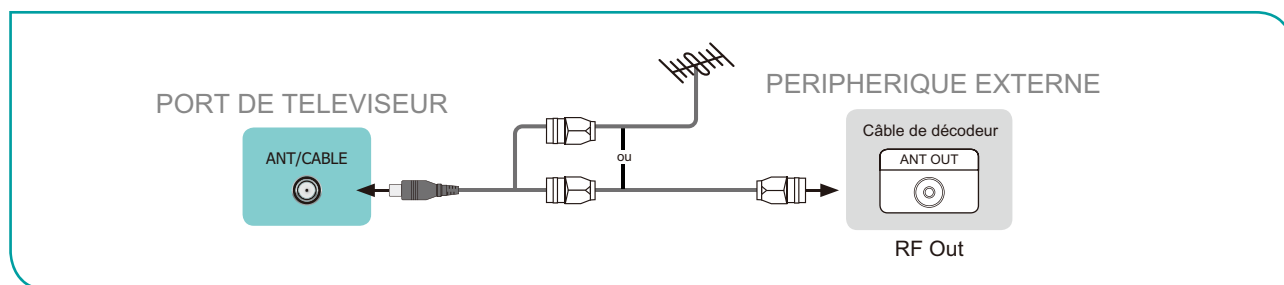 PORT DE TELEVISEUR
ANT/CABLE
ou
PERIPHERIQUE EXTERNE
Câble de décodeur
ANT OUT
RF Out